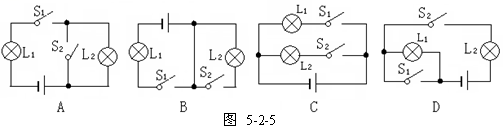 S₁ L₁ S₂ L₂ A
L₁ S₁ S₂ L₂ B
L₁ S₁ S₂ L₂ C
S₂ L₁ S₁ L₂ D
图 5-2-5